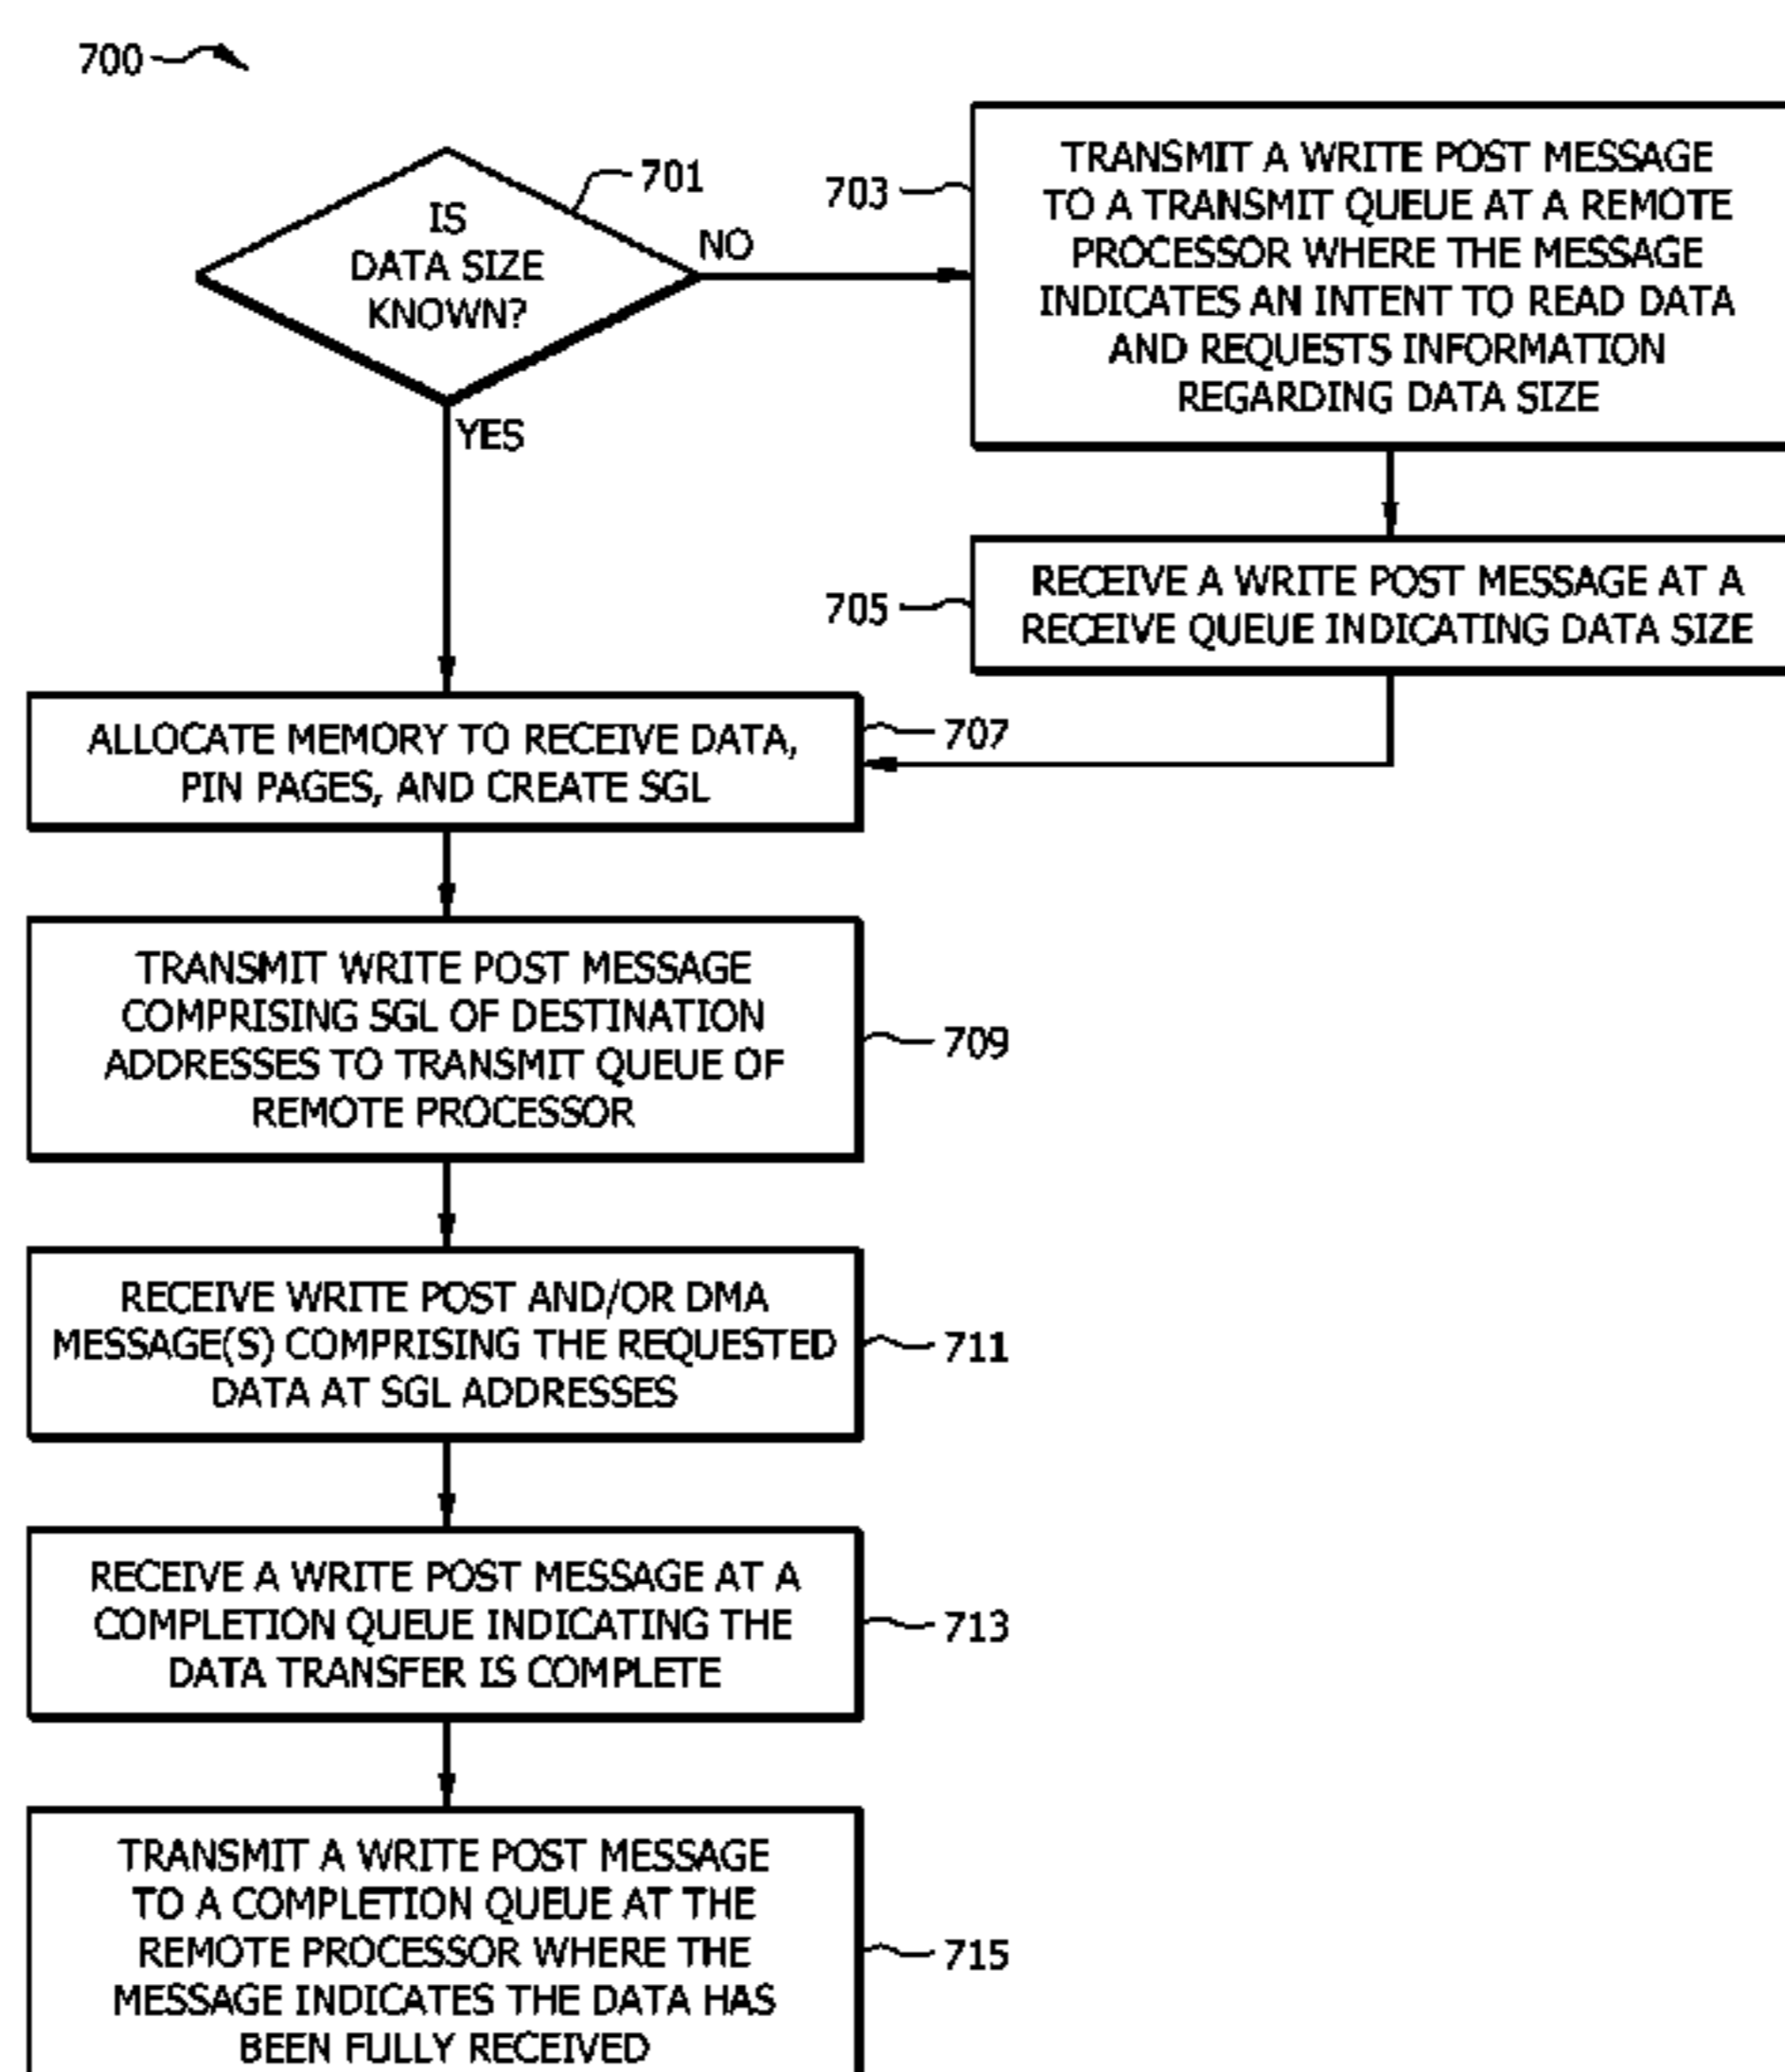 700
701
IS
DATA SIZE
KNOWN?
NO
YES
703
TRANSMIT A WRITE POST MESSAGE
TO A TRANSMIT QUEUE AT A REMOTE
PROCESSOR WHERE THE MESSAGE
INDICATES AN INTENT TO READ DATA
AND REQUESTS INFORMATION
REGARDING DATA SIZE
705
RECEIVE A WRITE POST MESSAGE AT A
RECEIVE QUEUE INDICATING DATA SIZE
ALLOCATE MEMORY TO RECEIVE DATA,
PIN PAGES, AND CREATE SGL
707
TRANSMIT WRITE POST MESSAGE
COMPRISING SGL OF DESTINATION
ADDRESSES TO TRANSMIT QUEUE OF
REMOTE PROCESSOR
709
RECEIVE WRITE POST AND/OR DMA
MESSAGE(S) COMPRISING THE REQUESTED
DATA AT SGL ADDRESSES
711
RECEIVE A WRITE POST MESSAGE AT A
COMPLETION QUEUE INDICATING THE
DATA TRANSFER IS COMPLETE
713
TRANSMIT A WRITE POST MESSAGE
TO A COMPLETION QUEUE AT THE
REMOTE PROCESSOR WHERE THE
MESSAGE INDICATES THE DATA HAS
BEEN FULLY RECEIVED
715